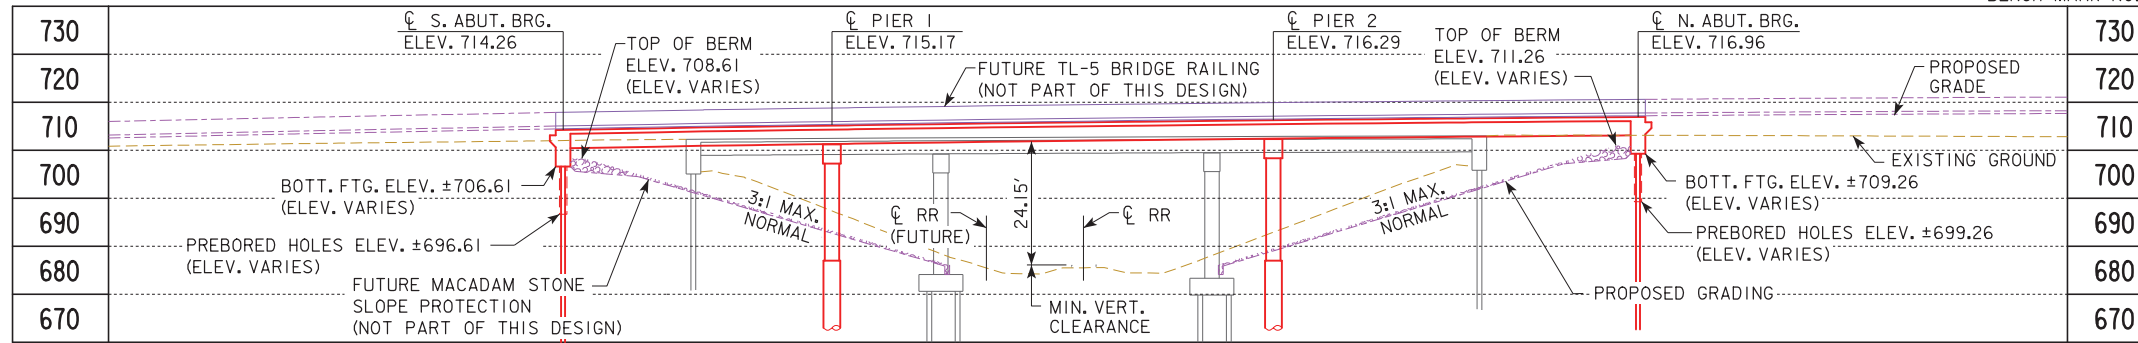 730
720
710
700
690
680
670
℄ S. ABUT. BRG.
ELEV. 714.26
TOP OF BERM
ELEV. 708.61
(ELEV. VARIES)
℄ PIER 1
ELEV. 715.17
FUTURE TL-5 BRIDGE RAILING
(NOT PART OF THIS DESIGN)
℄ PIER 2
ELEV. 716.29
TOP OF BERM
ELEV. 711.26
(ELEV. VARIES)
℄ N. ABUT. BRG.
ELEV. 716.96
PROPOSED
GRADE
EXISTING GROUND
BOTT. FTG. ELEV. ±706.61
(ELEV. VARIES)
PREBORED HOLES ELEV. ±696.61
(ELEV. VARIES)
FUTURE MACADAM STONE
SLOPE PROTECTION
(NOT PART OF THIS DESIGN)
3:1 MAX.
NORMAL
℄ RR
(FUTURE)
24.15'
℄ RR
MIN. VERT.
CLEARANCE
3:1 MAX.
NORMAL
BOTT. FTG. ELEV. ±709.26
(ELEV. VARIES)
PREBORED HOLES ELEV. ±699.26
(ELEV. VARIES)
PROPOSED GRADING
730
720
710
700
690
680
670